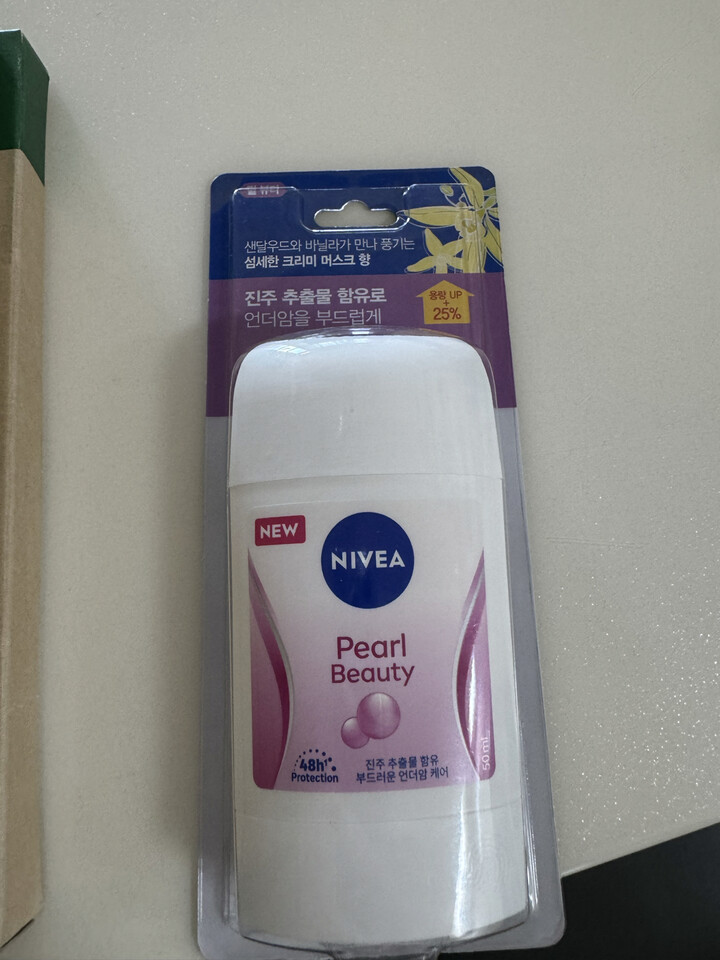 펄 뷰티
샌달우드와 바닐라가 만나 풍기는
섬세한 크리미 머스크 향
진주 추출물 함유로
언더암을 부드럽게
용량 UP
+
25%
NEW
NIVEA
Pearl
Beauty
48h
Protection
진주 추출물 함유
부드러운 언더암 케어
50 ml